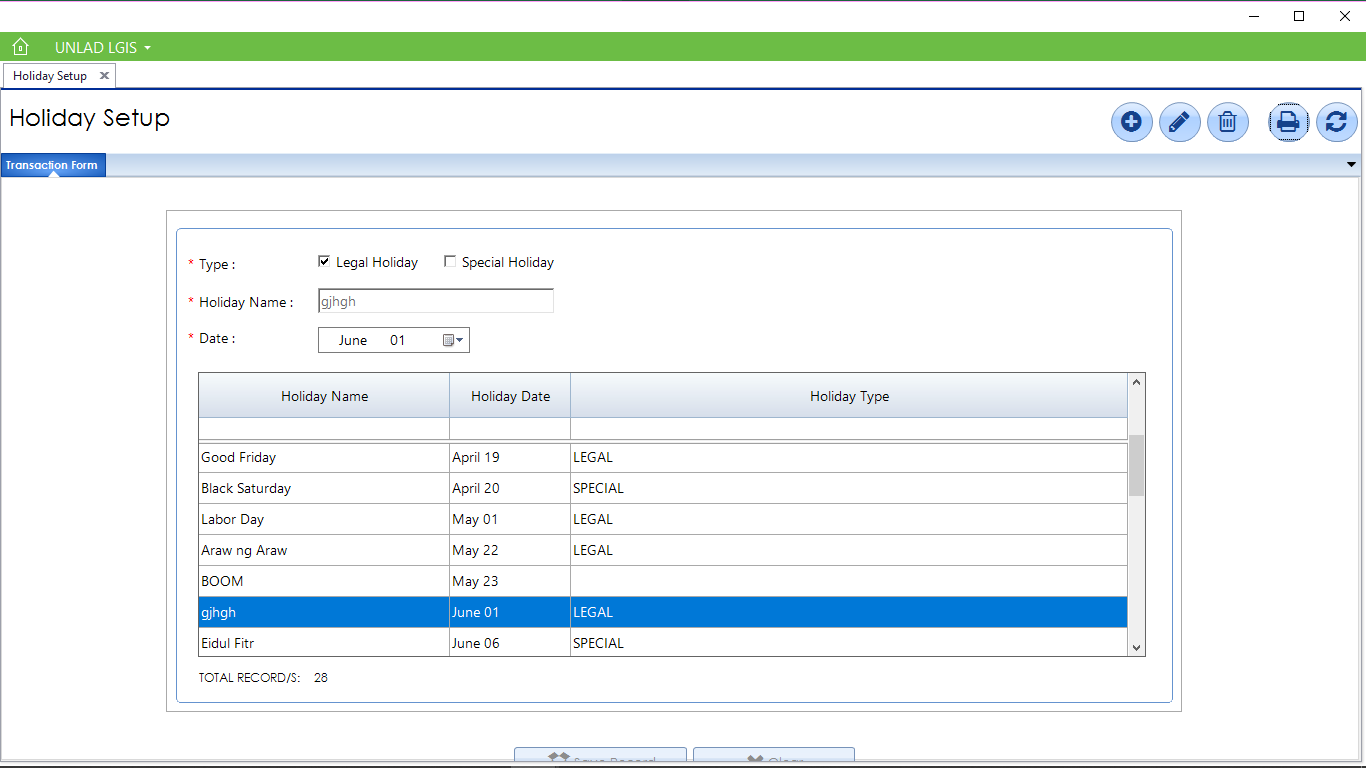 UNLAD LGIS
Holiday Setup
Holiday Setup
Transaction Form
* Type : Legal Holiday Special Holiday
* Holiday Name : gjhgh
* Date : June 01
Holiday Name Holiday Date Holiday Type
Good Friday April 19 LEGAL
Black Saturday April 20 SPECIAL
Labor Day May 01 LEGAL
Araw ng Araw May 22 LEGAL
BOOM May 23
gjhgh June 01 LEGAL
Eidul Fitr June 06 SPECIAL
TOTAL RECORD/S: 28
Save Record Clear